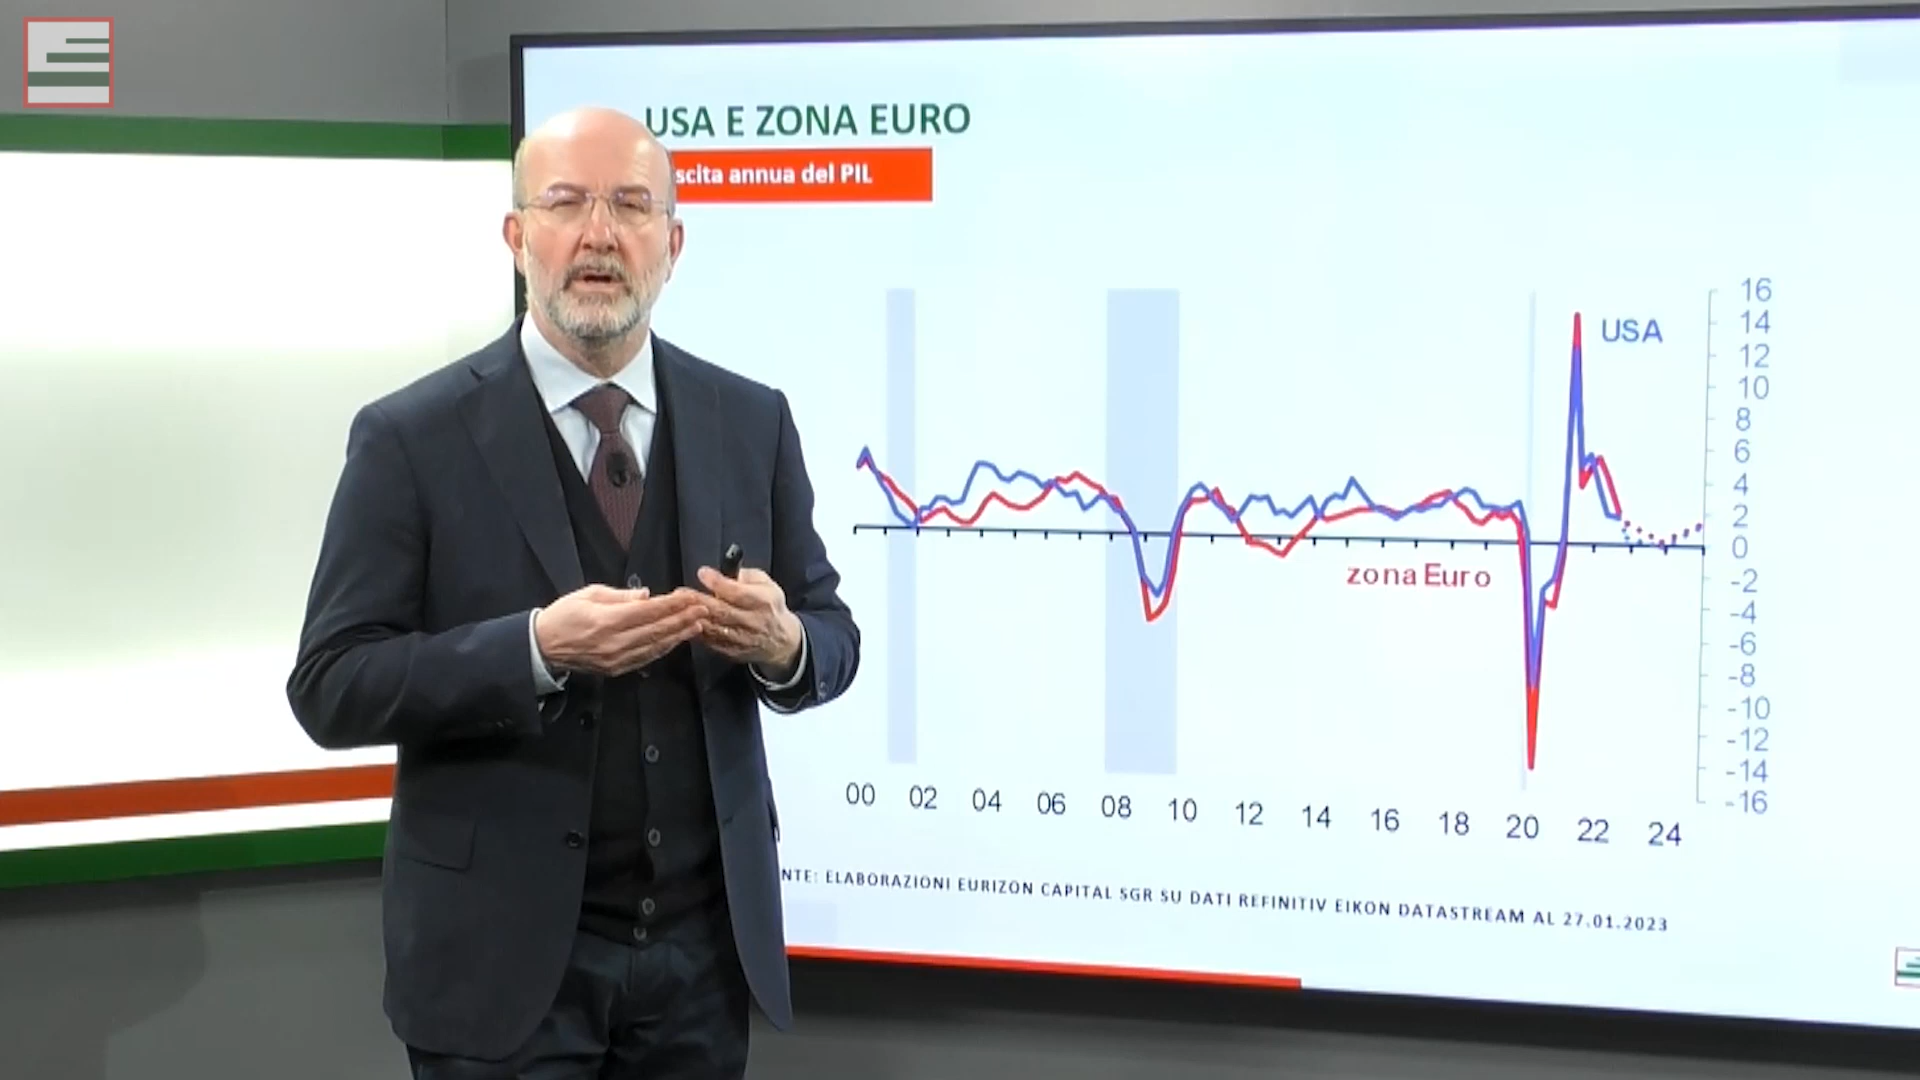 USA E ZONA EURO
scita annua del PIL
16
USA
14
12
10
8
6
4
2
0
zona Euro
-2
-4
-6
-8
-10
-12
-14
-16
00 02 04 06 08 10 12 14 16 18 20 22 24
NTE: ELABORAZIONI EURIZON CAPITAL SGR SU DATI REFINITIV EIKON DATASTREAM AL 27.01.2023